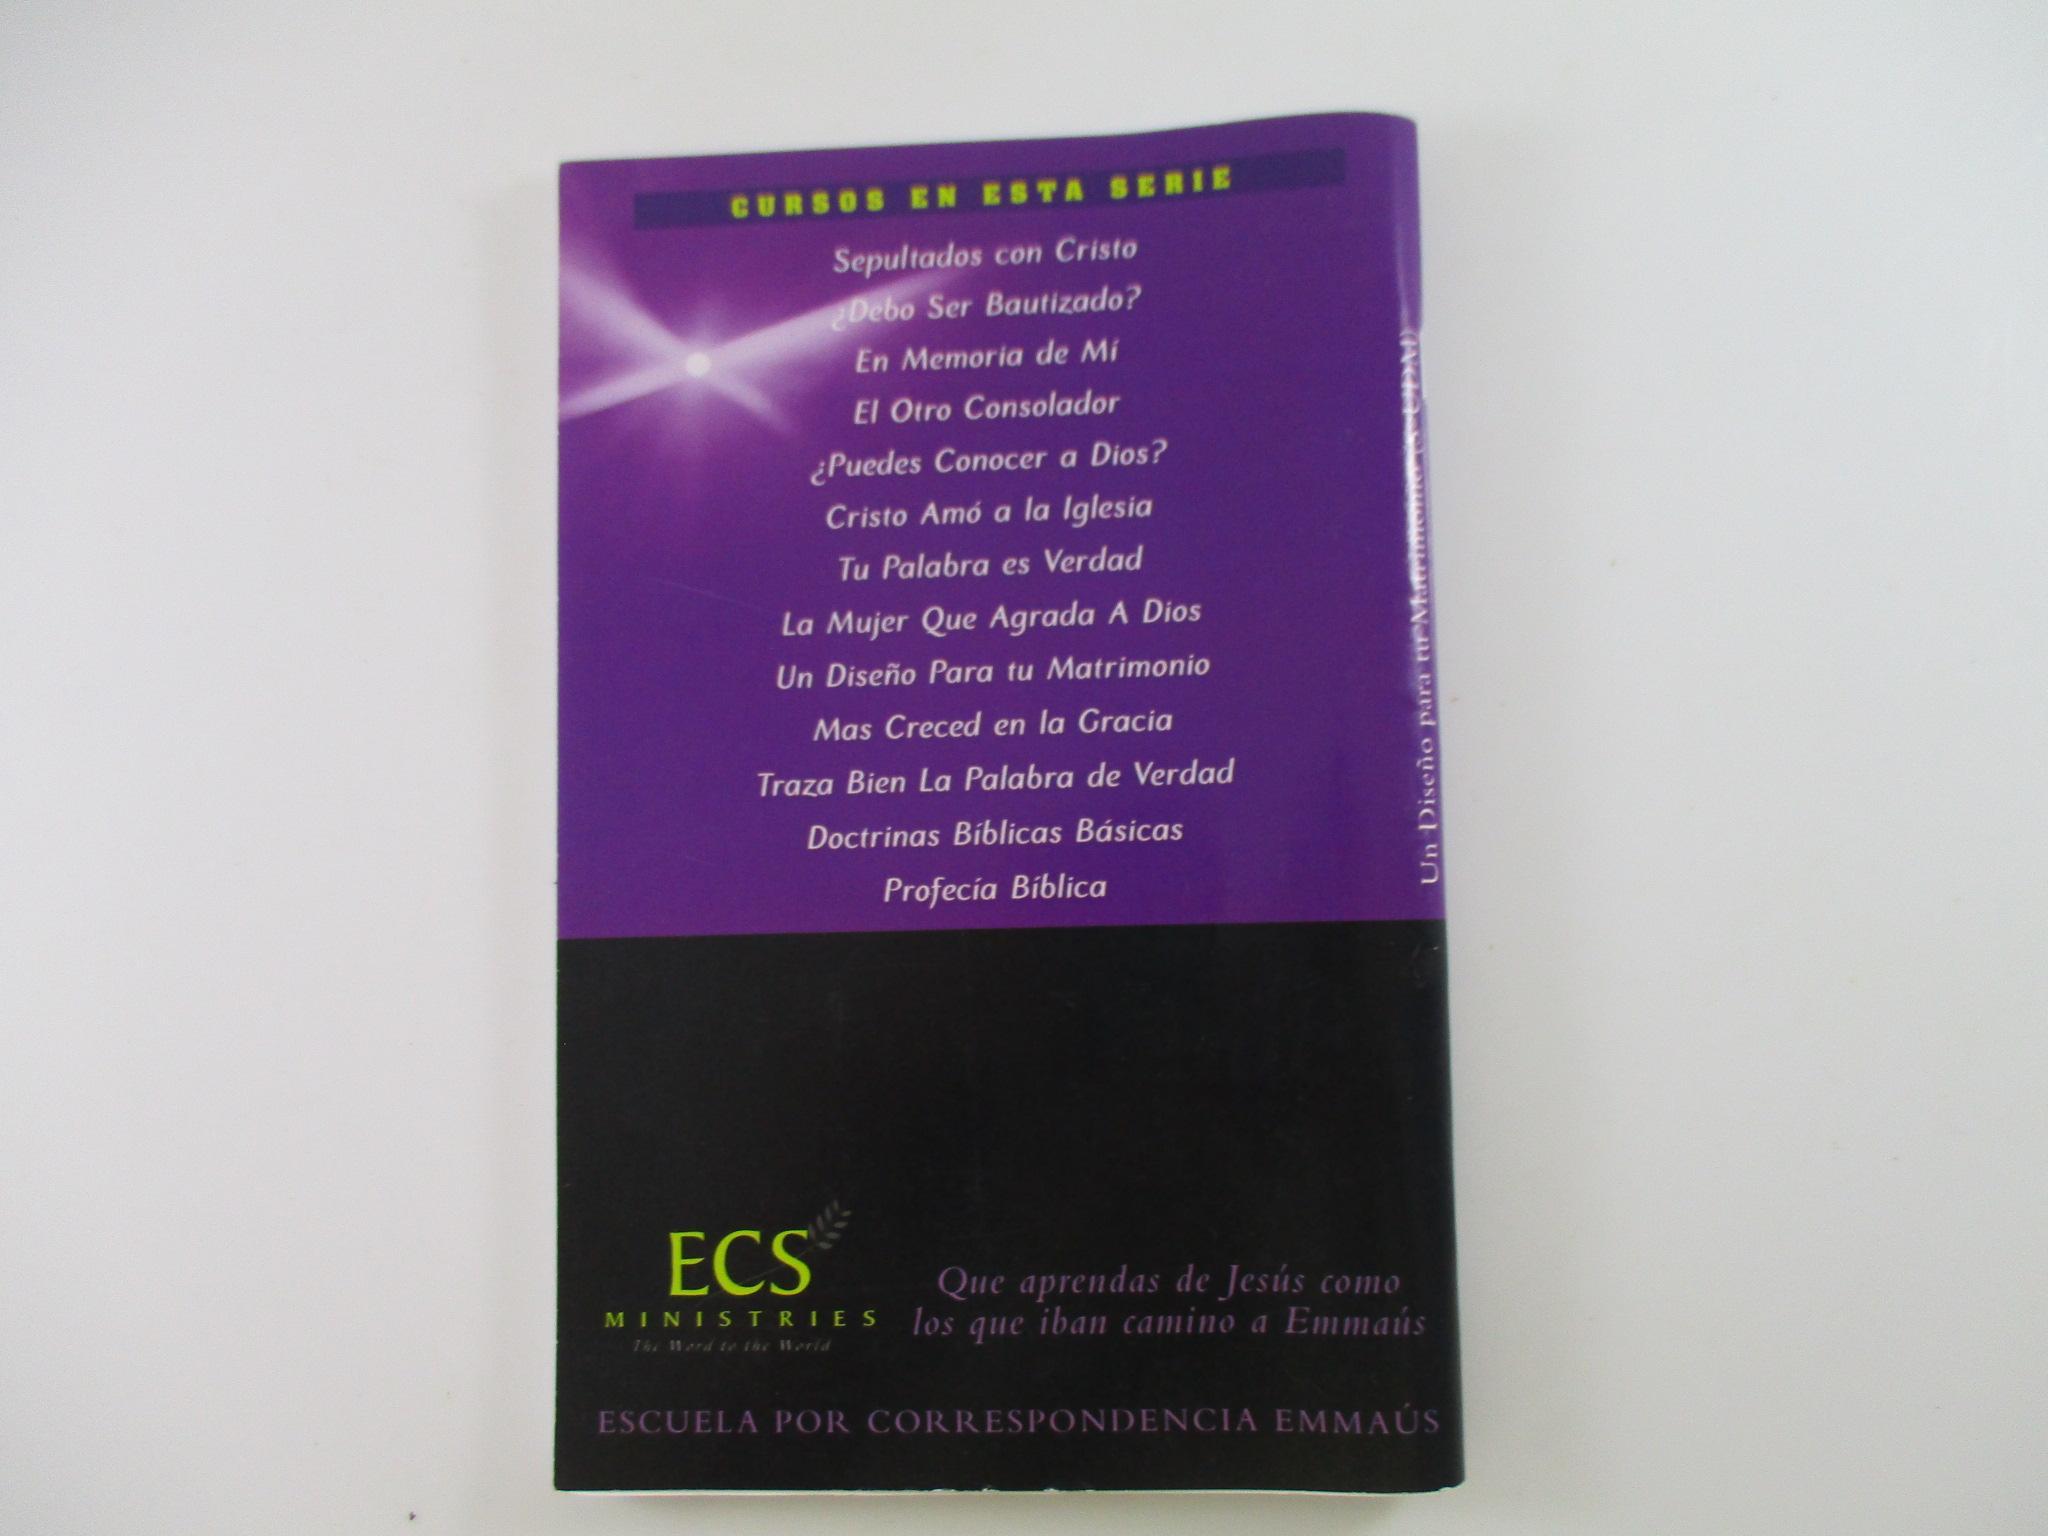 CURSOS EN ESTA SERIE
Sepultados con Cristo
¿Debo Ser Bautizado?
En Memoria de Mí
El Otro Consolador
¿Puedes Conocer a Dios?
Cristo Amó a la Iglesia
Tu Palabra es Verdad
La Mujer Que Agrada A Dios
Un Diseño Para tu Matrimonio
Mas Creced en la Gracia
Traza Bien La Palabra de Verdad
Doctrinas Bíblicas Básicas
Profecía Bíblica
ECS
MINISTRIES
The Word to the World
Que aprendas de Jesús como
los que iban camino a Emmaús
ESCUELA POR CORRESPONDENCIA EMMAÚS
Un Diseño para tu Matrimonio